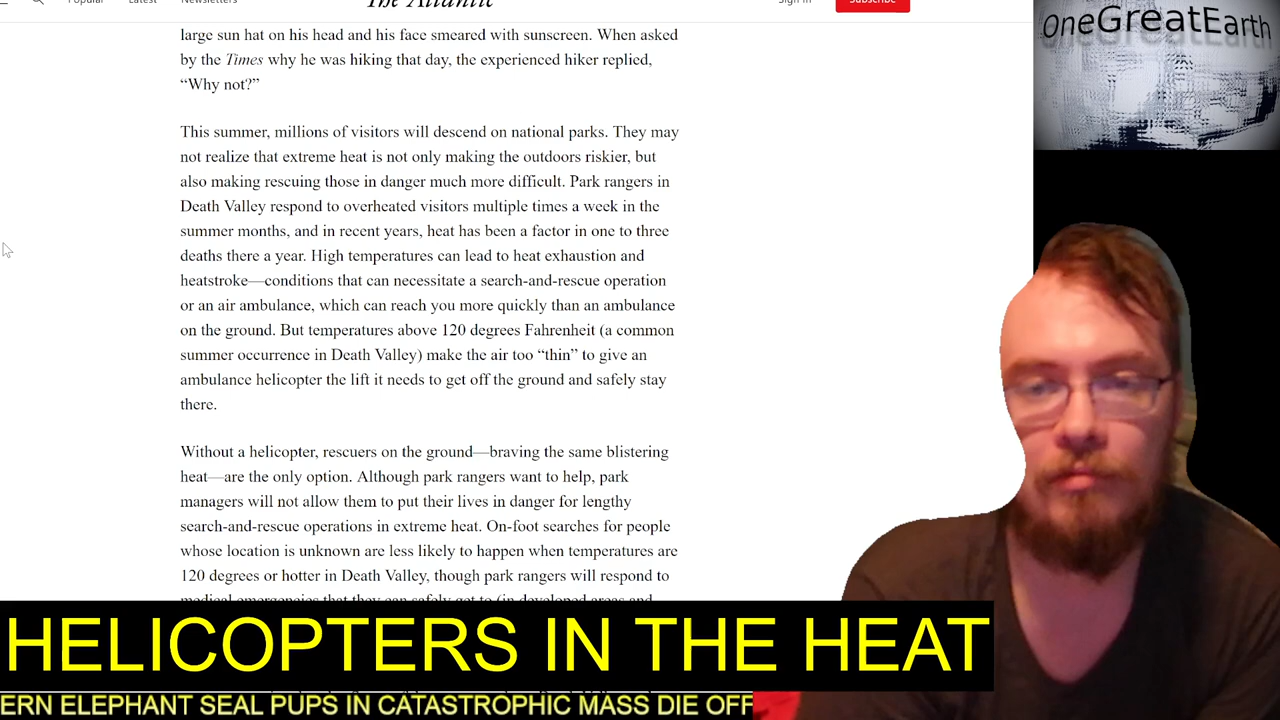 Popular Latest Newsletters The Atlantic Sign In Subscribe
OneGreatEarth
large sun hat on his head and his face smeared with sunscreen. When asked
by the Times why he was hiking that day, the experienced hiker replied,
“Why not?”
This summer, millions of visitors will descend on national parks. They may
not realize that extreme heat is not only making the outdoors riskier, but
also making rescuing those in danger much more difficult. Park rangers in
Death Valley respond to overheated visitors multiple times a week in the
summer months, and in recent years, heat has been a factor in one to three
deaths there a year. High temperatures can lead to heat exhaustion and
heatstroke—conditions that can necessitate a search-and-rescue operation
or an air ambulance, which can reach you more quickly than an ambulance
on the ground. But temperatures above 120 degrees Fahrenheit (a common
summer occurrence in Death Valley) make the air too “thin” to give an
ambulance helicopter the lift it needs to get off the ground and safely stay
there.
Without a helicopter, rescuers on the ground—braving the same blistering
heat—are the only option. Although park rangers want to help, park
managers will not allow them to put their lives in danger for lengthy
search-and-rescue operations in extreme heat. On-foot searches for people
whose location is unknown are less likely to happen when temperatures are
120 degrees or hotter in Death Valley, though park rangers will respond to
medical emergencies that they can safely get to (in developed areas and
HELICOPTERS IN THE HEAT
ERN ELEPHANT SEAL PUPS IN CATASTROPHIC MASS DIE OFF